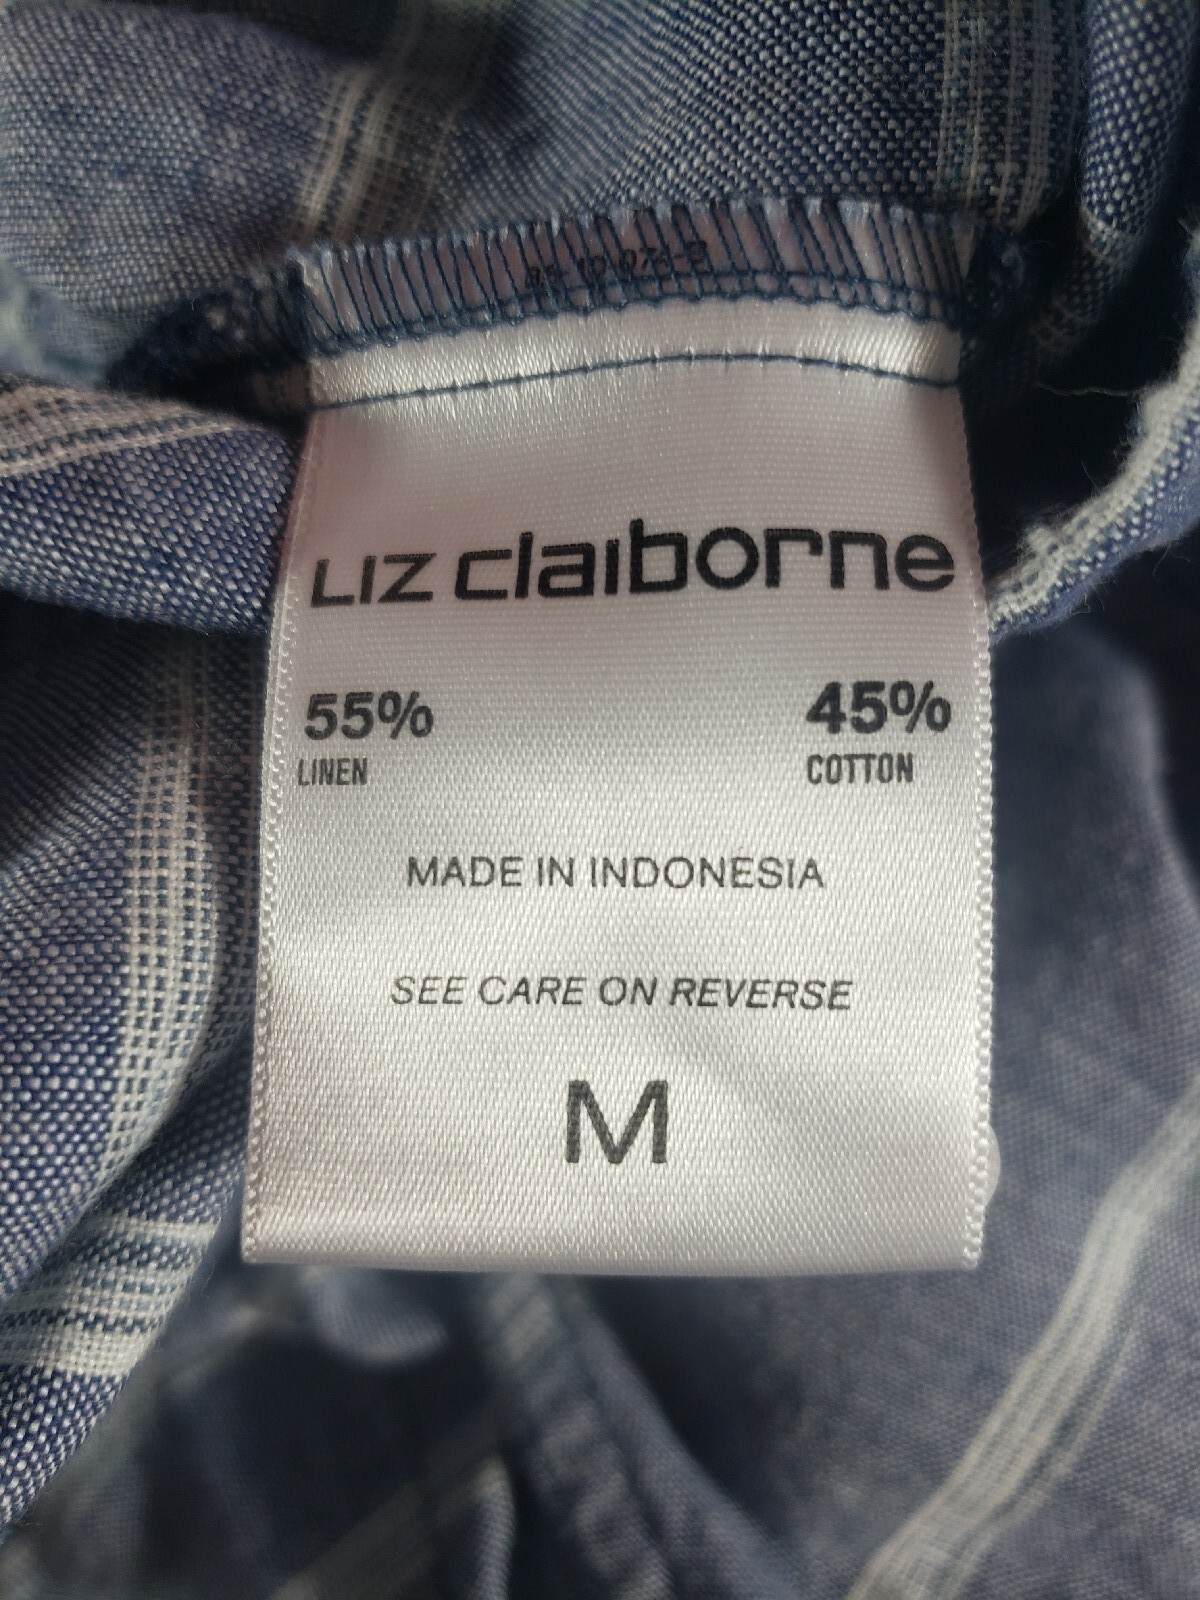 LIZ claiborne
55% 45%
LINEN COTTON
MADE IN INDONESIA
SEE CARE ON REVERSE
M